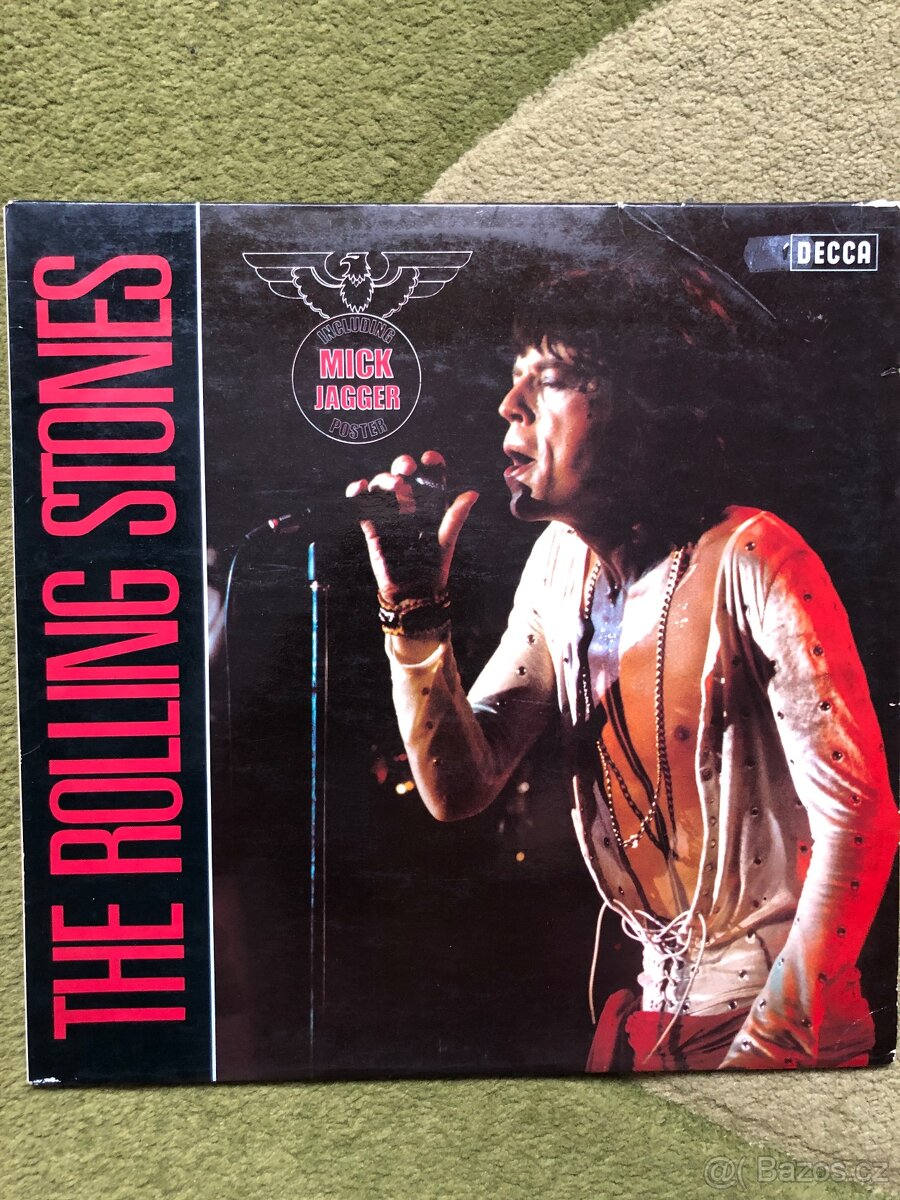 THE ROLLING STONES
INCLUDING
MICK
JAGGER
POSTER
DECCA
@( Bazos.cz